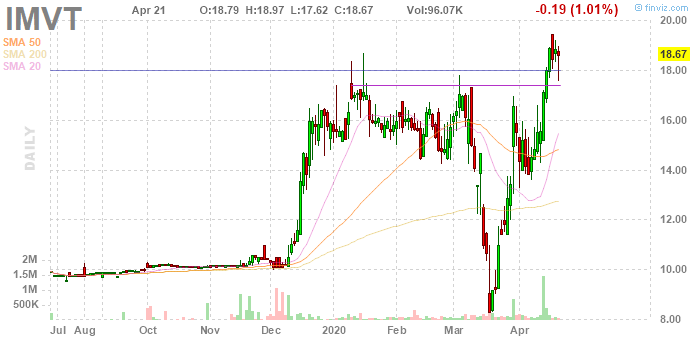 IMVT
Apr 21
O:18.79 H:18.97 L:17.62 C:18.67
Vol:96.07K
-0.19 (1.01%)
© finviz.com
SMA 50
SMA 200
SMA 20
DAILY
20.00
18.67
18.00
16.00
14.00
12.00
10.00
8.00
2M
1.5M
1M
500K
Jul Aug Oct Nov Dec 2020 Feb Mar Apr